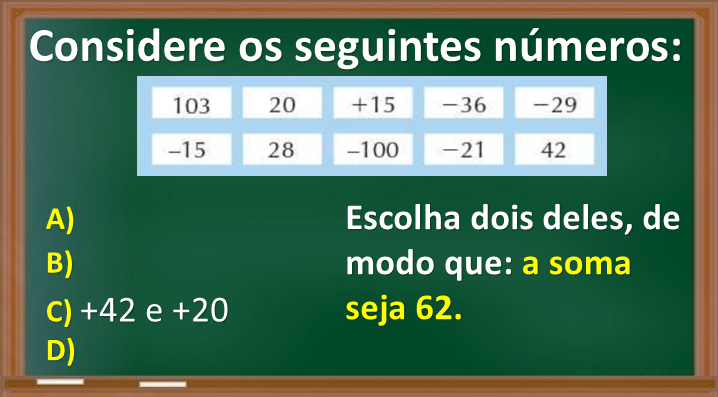 Considere os seguintes números:
103 20 +15 −36 −29
−15 28 −100 −21 42
A)
B)
C) +42 e +20
D)
Escolha dois deles, de
modo que: a soma
seja 62.